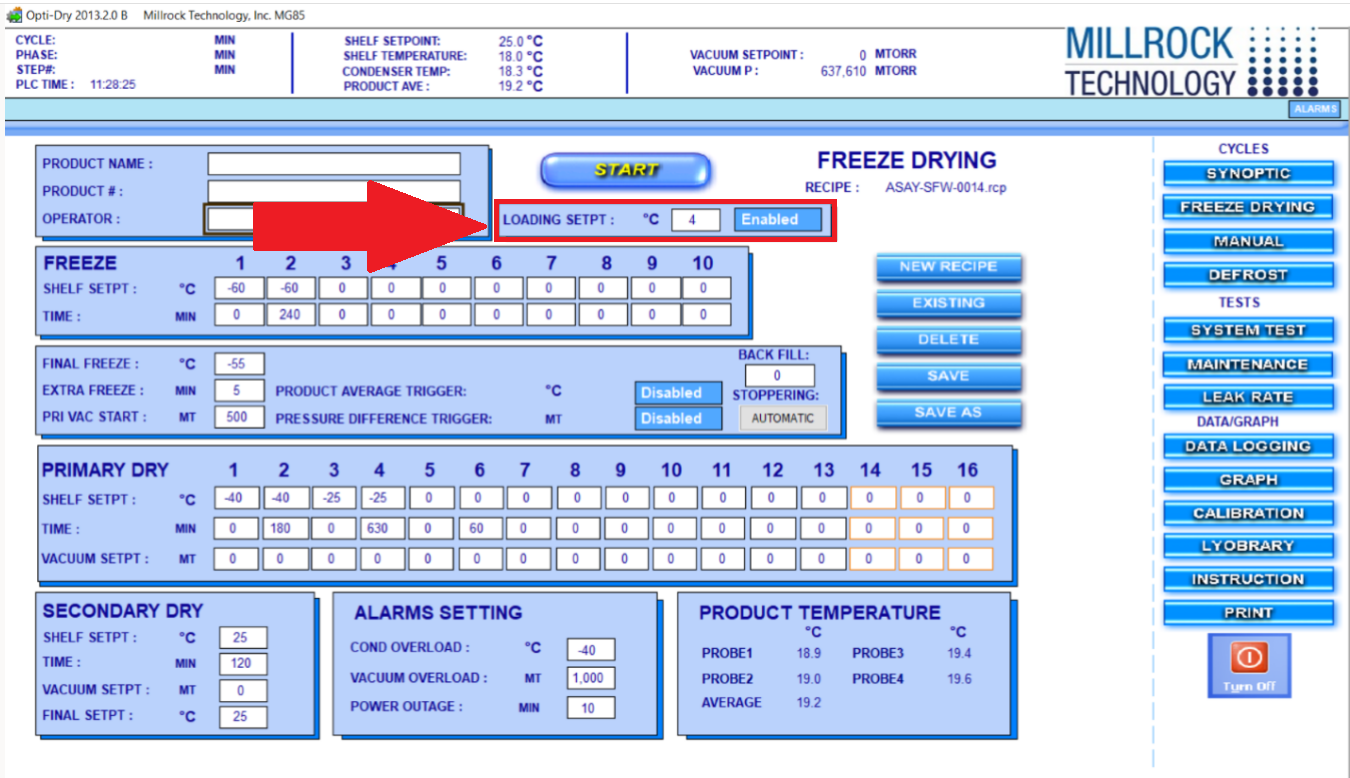 Opti-Dry 2013.2.0 B Millrock Technology, Inc. MG85
CYCLE: MIN SHELF SETPOINT: 25.0 °C
PHASE: MIN SHELF TEMPERATURE: 18.0 °C VACUUM SETPOINT : 0 MTORR
STEP#: MIN CONDENSER TEMP: 18.3 °C VACUUM P : 637,610 MTORR
PLC TIME : 11:28:25 PRODUCT AVE : 19.2 °C
MILLROCK
TECHNOLOGY
ALARMS
PRODUCT NAME :
PRODUCT # :
OPERATOR :
START
LOADING SETPT : °C 4 Enabled
FREEZE DRYING
RECIPE : ASAY-SFW-0014.rcp
FREEZE 1 2 3 4 5 6 7 8 9 10
SHELF SETPT : °C -60 -60 0 0 0 0 0 0 0 0
TIME : MIN 0 240 0 0 0 0 0 0 0 0
NEW RECIPE
EXISTING
DELETE
SAVE
SAVE AS
FINAL FREEZE : °C -55
EXTRA FREEZE : MIN 5 PRODUCT AVERAGE TRIGGER: °C Disabled
PRI VAC START : MT 500 PRESSURE DIFFERENCE TRIGGER: MT Disabled
BACK FILL:
0
STOPPERING:
AUTOMATIC
PRIMARY DRY 1 2 3 4 5 6 7 8 9 10 11 12 13 14 15 16
SHELF SETPT : °C -40 -40 -25 -25 0 0 0 0 0 0 0 0 0 0 0 0
TIME : MIN 0 180 0 630 0 60 0 0 0 0 0 0 0 0 0 0
VACUUM SETPT : MT 0 0 0 0 0 0 0 0 0 0 0 0 0 0 0 0
SECONDARY DRY
SHELF SETPT : °C 25
TIME : MIN 120
VACUUM SETPT : MT 0
FINAL SETPT : °C 25
ALARMS SETTING
COND OVERLOAD : °C -40
VACUUM OVERLOAD : MT 1,000
POWER OUTAGE : MIN 10
PRODUCT TEMPERATURE
°C °C
PROBE1 18.9 PROBE3 19.4
PROBE2 19.0 PROBE4 19.6
AVERAGE 19.2
CYCLES
SYNOPTIC
FREEZE DRYING
MANUAL
DEFROST
TESTS
SYSTEM TEST
MAINTENANCE
LEAK RATE
DATA/GRAPH
DATA LOGGING
GRAPH
CALIBRATION
LYOBRARY
INSTRUCTION
PRINT
Turn Off